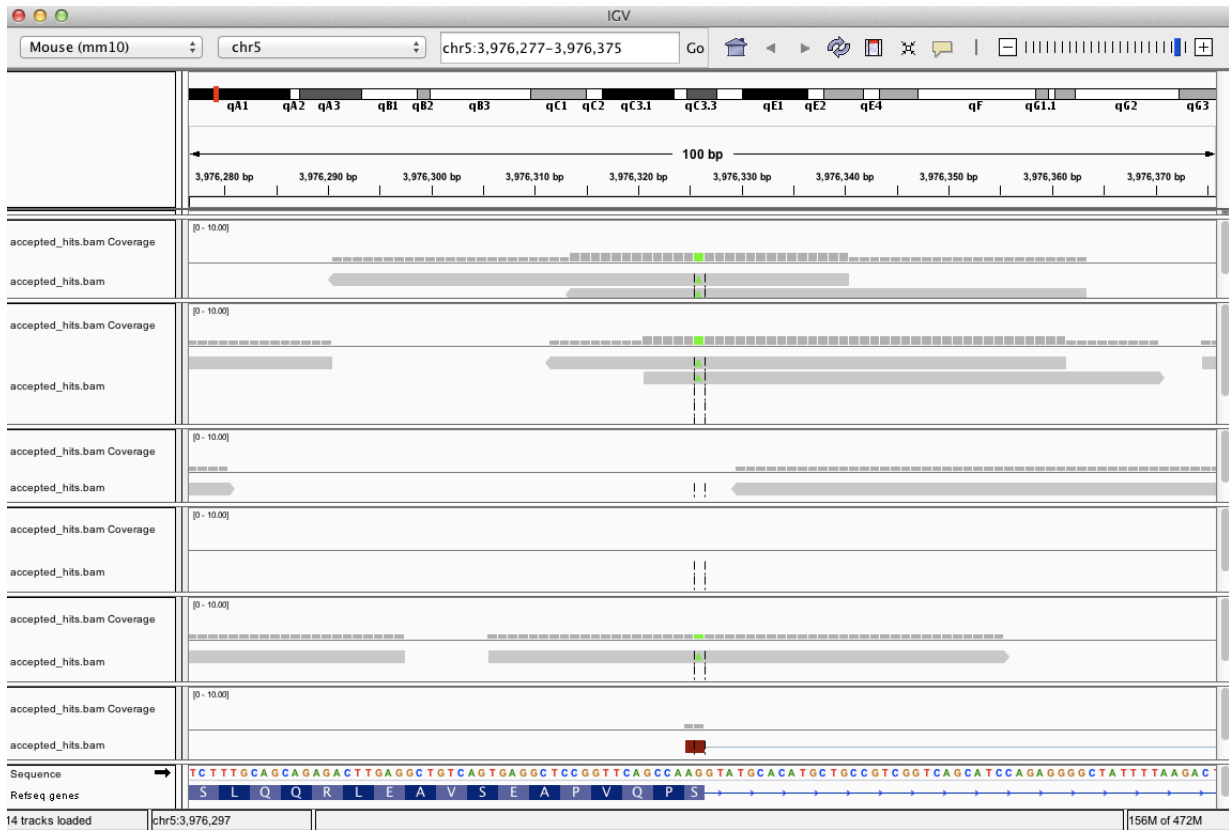 IGV
Mouse (mm10) chr5 chr5:3,976,277-3,976,375 Go
qA1 qA2 qA3 qB1 qB2 qB3 qC1 qC2 qC3.1 qC3.3 qE1 qE2 qE4 qF qG1.1 qG2 qG3
100 bp
3,976,280 bp 3,976,290 bp 3,976,300 bp 3,976,310 bp 3,976,320 bp 3,976,330 bp 3,976,340 bp 3,976,350 bp 3,976,360 bp 3,976,370 bp
[0 - 10.00]
accepted_hits.bam Coverage
accepted_hits.bam
[0 - 10.00]
accepted_hits.bam Coverage
accepted_hits.bam
[0 - 10.00]
accepted_hits.bam Coverage
accepted_hits.bam
[0 - 10.00]
accepted_hits.bam Coverage
accepted_hits.bam
[0 - 10.00]
accepted_hits.bam Coverage
accepted_hits.bam
[0 - 10.00]
accepted_hits.bam Coverage
accepted_hits.bam
Sequence TCTTTGCAGCAGAGACTTGAGGCTGTCAGTGAGGCTCCGGTTCAGCCAAGGTATGCACATGCTGCCGTCGGTCAGCATCCAGAGGGGCTATTTTAAGACT
Refseq genes S L Q Q R L E A V S E A P V Q P S
14 tracks loaded chr5:3,976,297 156M of 472M